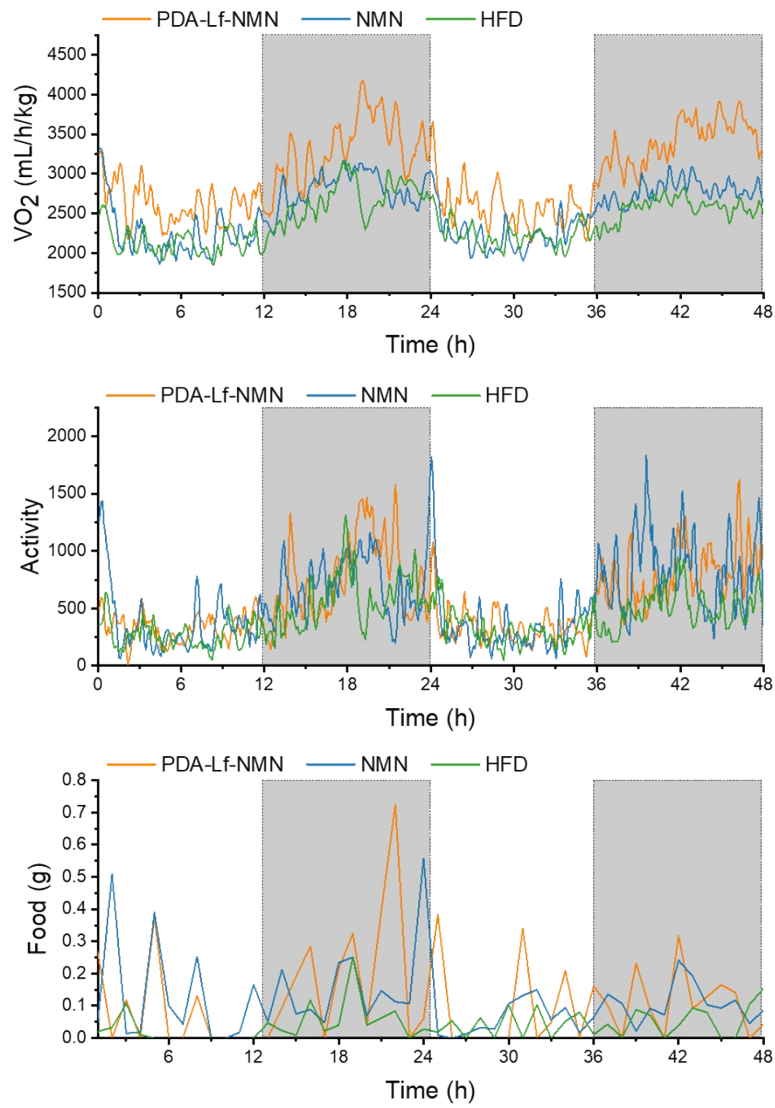 PDA-Lf-NMN NMN HFD
4500
4000
3500
3000
2500
2000
1500
VO2 (mL/h/kg)
0 6 12 18 24 30 36 42 48
Time (h)
PDA-Lf-NMN NMN HFD
2000
1500
1000
500
0
Activity
0 6 12 18 24 30 36 42 48
Time (h)
PDA-Lf-NMN NMN HFD
0.8
0.7
0.6
0.5
0.4
0.3
0.2
0.1
0.0
Food (g)
6 12 18 24 30 36 42 48
Time (h)